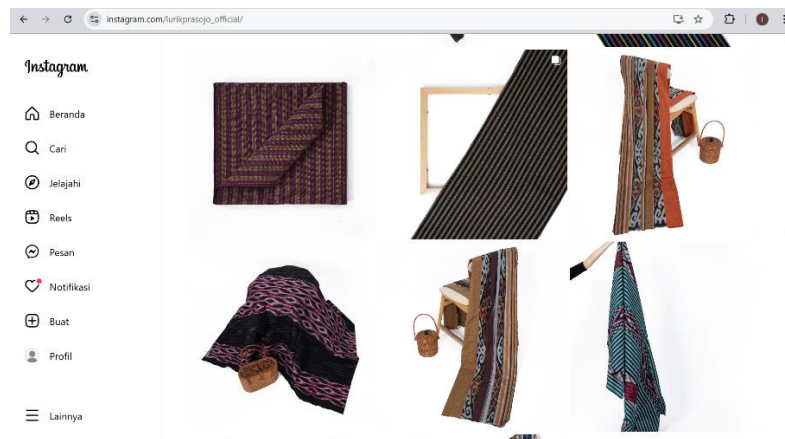 instagram.com/lurikprasojo_official/
Instagram
Beranda
Cari
Jelajahi
Reels
Pesan
Notifikasi
Buat
Profil
Lainnya